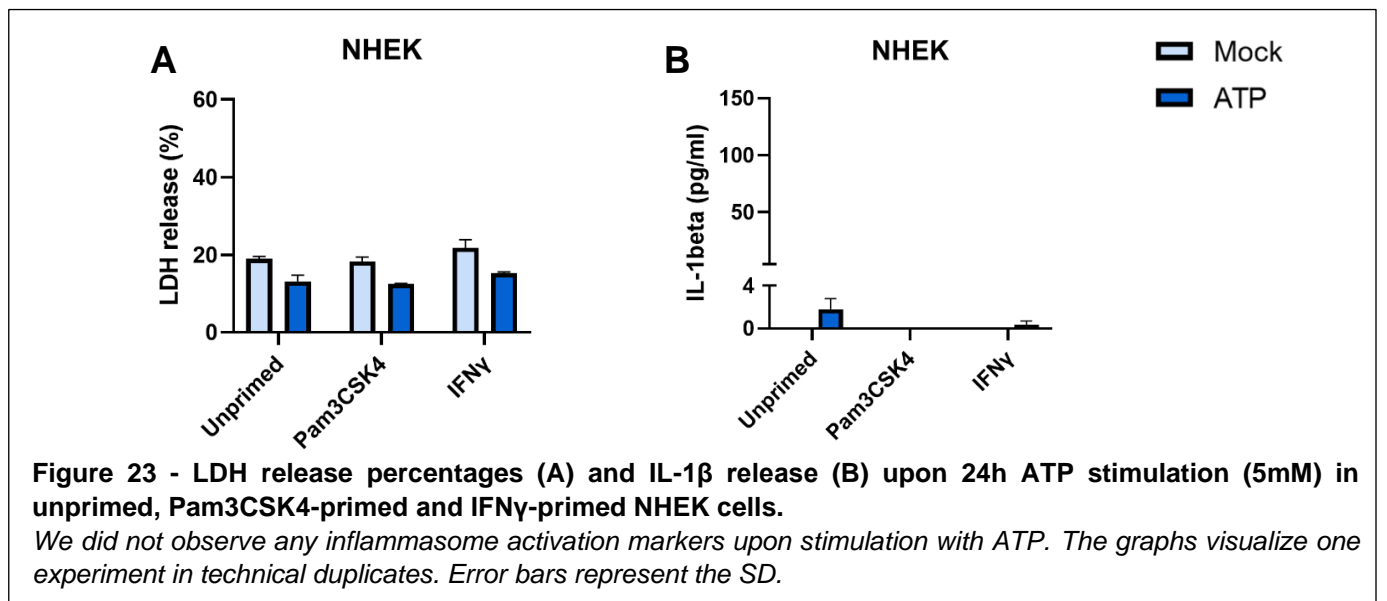 A
NHEK
LDH release (%)
60
40
20
0
Unprimed
Pam3CSK4
IFNγ
B
NHEK
IL-1beta (pg/ml)
150
100
50
4
0
Unprimed
Pam3CSK4
IFNγ
Mock
ATP
Figure 23 - LDH release percentages (A) and IL-1β release (B) upon 24h ATP stimulation (5mM) in
unprimed, Pam3CSK4-primed and IFNγ-primed NHEK cells.
We did not observe any inflammasome activation markers upon stimulation with ATP. The graphs visualize one
experiment in technical duplicates. Error bars represent the SD.